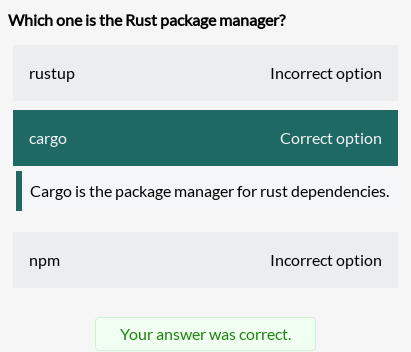 Which one is the Rust package manager?
rustup Incorrect option
cargo Correct option
Cargo is the package manager for rust dependencies.
npm Incorrect option
Your answer was correct.